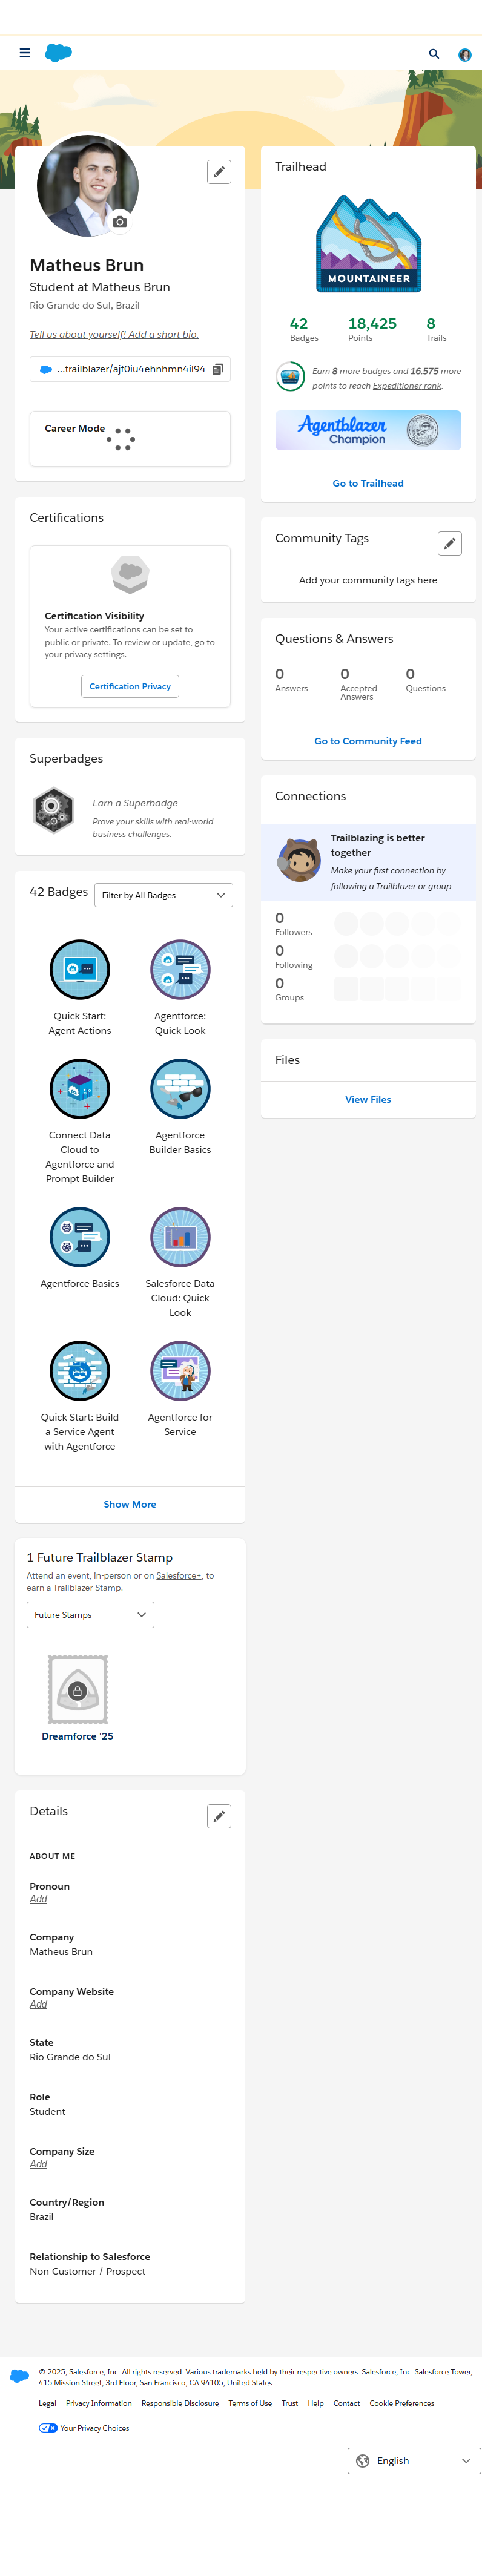 Matheus Brun
Student at Matheus Brun
Rio Grande do Sul, Brazil
Tell us about yourself! Add a short bio.
...trailblazer/ajf0iu4ehnhmn4il94
Career Mode
Certifications
Certification Visibility
Your active certifications can be set to
public or private. To review or update, go to
your privacy settings.
Certification Privacy
Superbadges
Earn a Superbadge
Prove your skills with real-world
business challenges.
42 Badges
Filter by All Badges
Quick Start:
Agent Actions
Agentforce:
Quick Look
Connect Data
Cloud to
Agentforce and
Prompt Builder
Agentforce
Builder Basics
Agentforce Basics
Salesforce Data
Cloud: Quick
Look
Quick Start: Build
a Service Agent
with Agentforce
Agentforce for
Service
Show More
1 Future Trailblazer Stamp
Attend an event, in-person or on Salesforce+, to
earn a Trailblazer Stamp.
Future Stamps
Dreamforce '25
Details
ABOUT ME
Pronoun
Add
Company
Matheus Brun
Company Website
Add
State
Rio Grande do Sul
Role
Student
Company Size
Add
Country/Region
Brazil
Relationship to Salesforce
Non-Customer / Prospect
Trailhead
MOUNTAINEER
42
Badges
18,425
Points
8
Trails
Earn 8 more badges and 16,575 more
points to reach Expeditioner rank.
Agentblazer
Champion
Go to Trailhead
Community Tags
Add your community tags here
Questions & Answers
0
Answers
0
Accepted
Answers
0
Questions
Go to Community Feed
Connections
Trailblazing is better
together
Make your first connection by
following a Trailblazer or group.
0
Followers
0
Following
0
Groups
Files
View Files
© 2025, Salesforce, Inc. All rights reserved. Various trademarks held by their respective owners. Salesforce, Inc. Salesforce Tower,
415 Mission Street, 3rd Floor, San Francisco, CA 94105, United States
Legal Privacy Information Responsible Disclosure Terms of Use Trust Help Contact Cookie Preferences
Your Privacy Choices
English